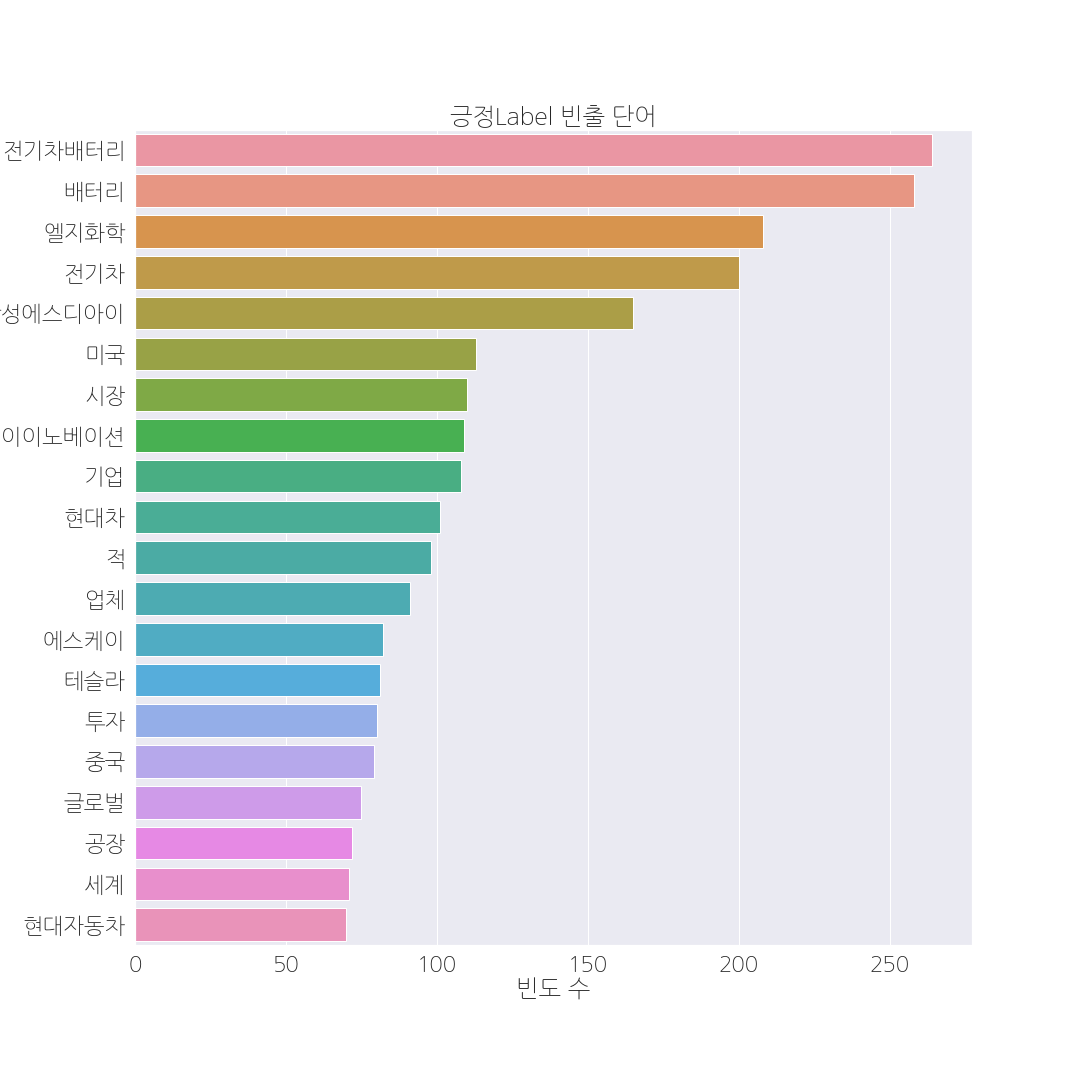 긍정Label 빈출 단어
전기차배터리
배터리
엘지화학
전기차
성에스디아이
미국
시장
이이노베이션
기업
현대차
적
업체
에스케이
테슬라
투자
중국
글로벌
공장
세계
현대자동차
0 50 100 150 200 250
빈도 수